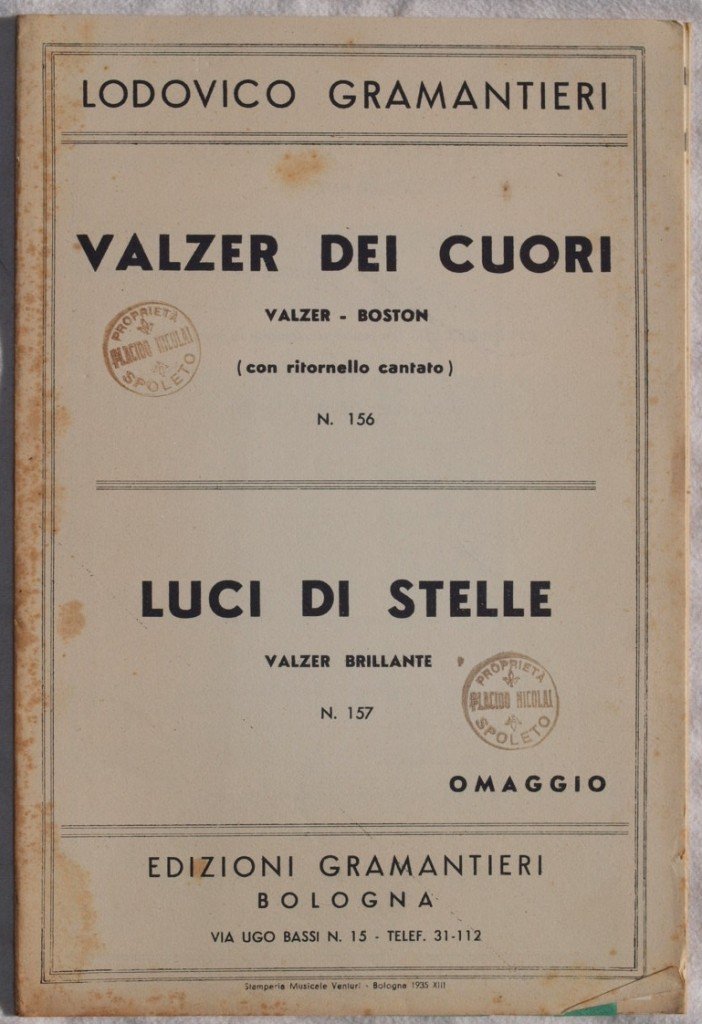 LODOVICO GRAMANTIERI
VALZER DEI CUORI
VALZER - BOSTON
(con ritornello cantato)
N. 156
PROPRIETÀ
PLACIDO NICOLAI
SPOLETO
LUCI DI STELLE
VALZER BRILLANTE
N. 157
PROPRIETÀ
PLACIDO NICOLAI
SPOLETO
OMAGGIO
EDIZIONI GRAMANTIERI
BOLOGNA
VIA UGO BASSI N. 15 - TELEF. 31-112
Stamperia Musicale Venturi - Bologna 1935 XIII